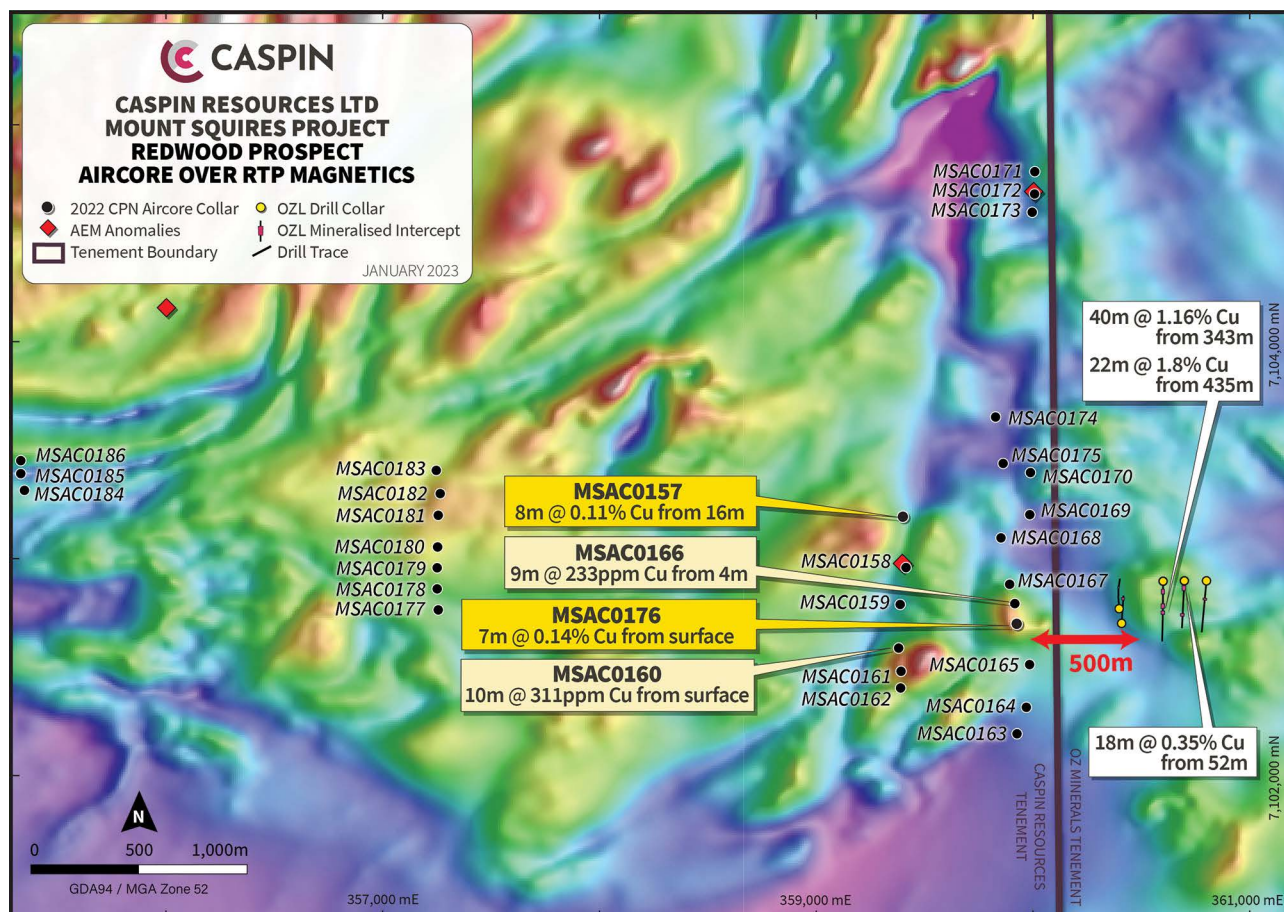 CASPIN
CASPIN RESOURCES LTD
MOUNT SQUIRES PROJECT
REDWOOD PROSPECT
AIRCORE OVER RTP MAGNETICS
2022 CPN Aircore Collar
OZL Drill Collar
AEM Anomalies
OZL Mineralised Intercept
Tenement Boundary
Drill Trace
JANUARY 2023
MSAC0171
MSAC0172
MSAC0173
40m @ 1.16% Cu
from 343m
22m @ 1.8% Cu
from 435m
7,104,000 mN
MSAC0174
MSAC0175
MSAC0170
MSAC0169
MSAC0168
MSAC0167
MSAC0186
MSAC0185
MSAC0184
MSAC0183
MSAC0182
MSAC0181
MSAC0180
MSAC0179
MSAC0178
MSAC0177
MSAC0157
8m @ 0.11% Cu from 16m
MSAC0166
9m @ 233ppm Cu from 4m
MSAC0176
7m @ 0.14% Cu from surface
MSAC0160
10m @ 311ppm Cu from surface
MSAC0158
MSAC0159
MSAC0161
MSAC0162
MSAC0165
MSAC0164
MSAC0163
500m
18m @ 0.35% Cu
from 52m
CASPIN RESOURCES
TENEMENT
OZ MINERALS TENEMENT
7,102,000 mN
N
0 500 1,000m
GDA94 / MGA Zone 52
357,000 mE
359,000 mE
361,000 mE